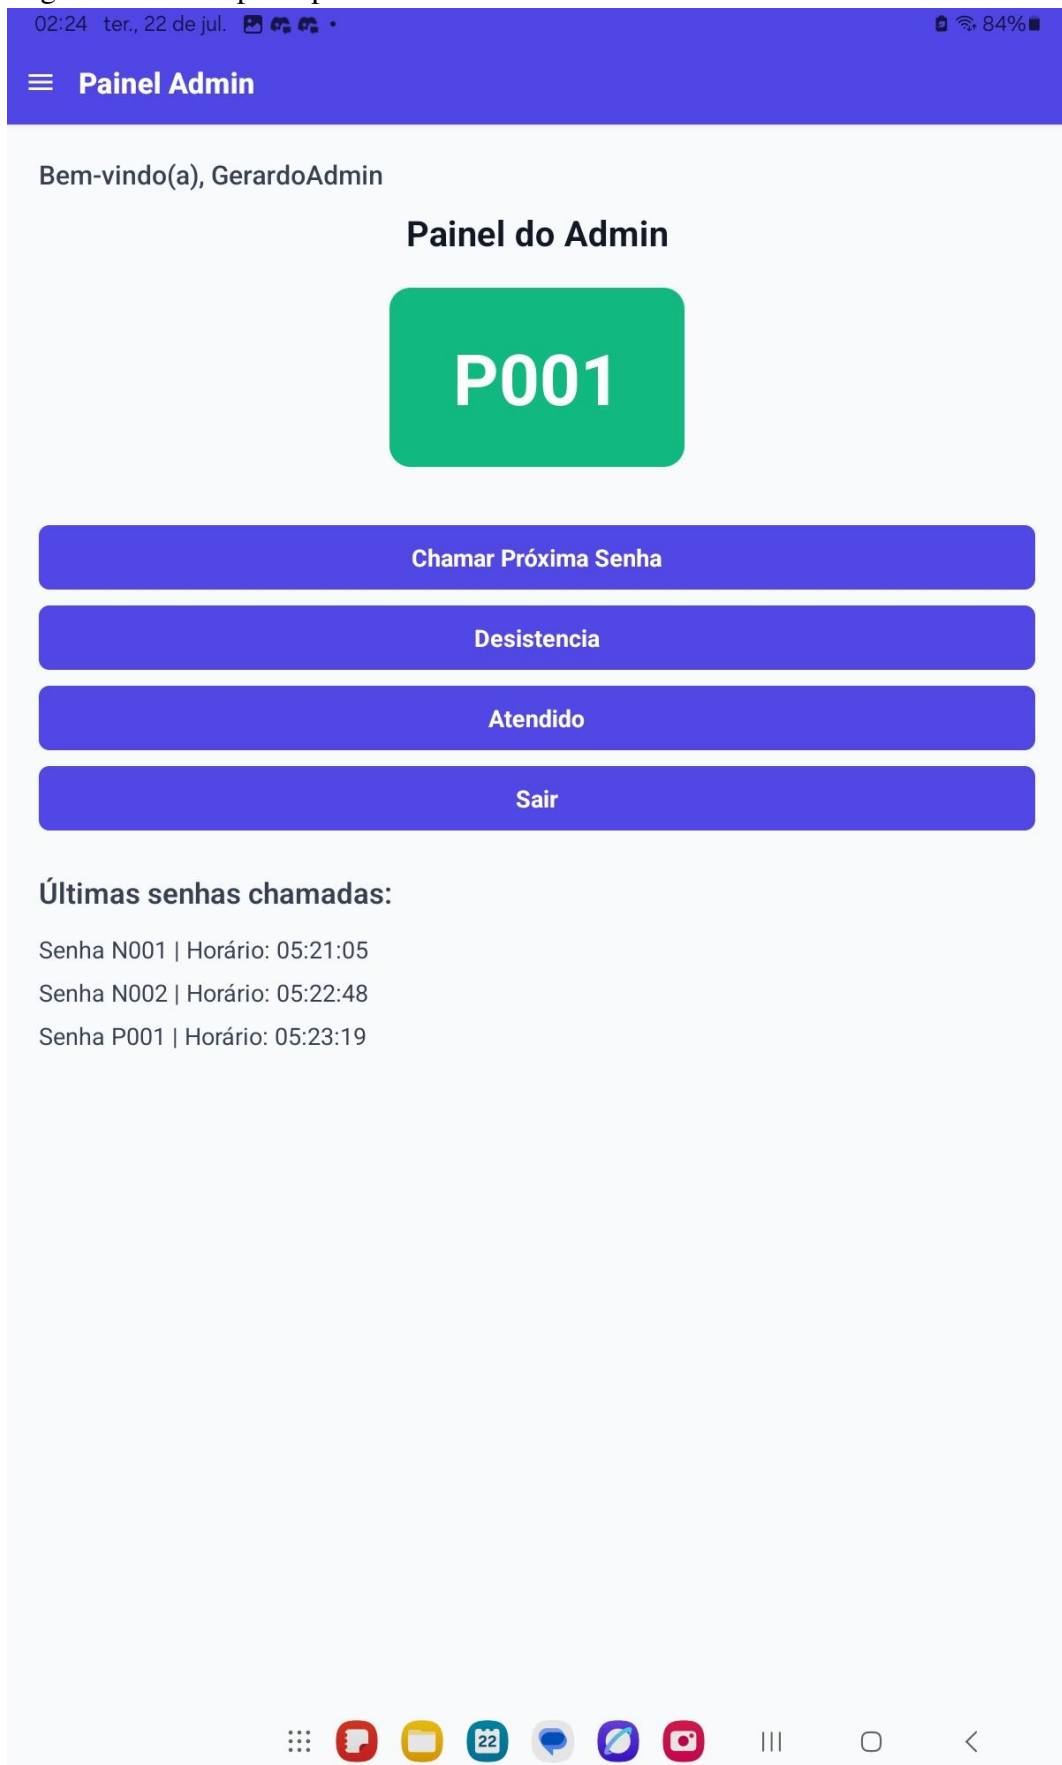 02:24 ter., 22 de jul. 84%
Painel Admin
Bem-vindo(a), GerardoAdmin
Painel do Admin
P001
Chamar Próxima Senha
Desistencia
Atendido
Sair
Últimas senhas chamadas:
Senha N001 | Horário: 05:21:05
Senha N002 | Horário: 05:22:48
Senha P001 | Horário: 05:23:19
22